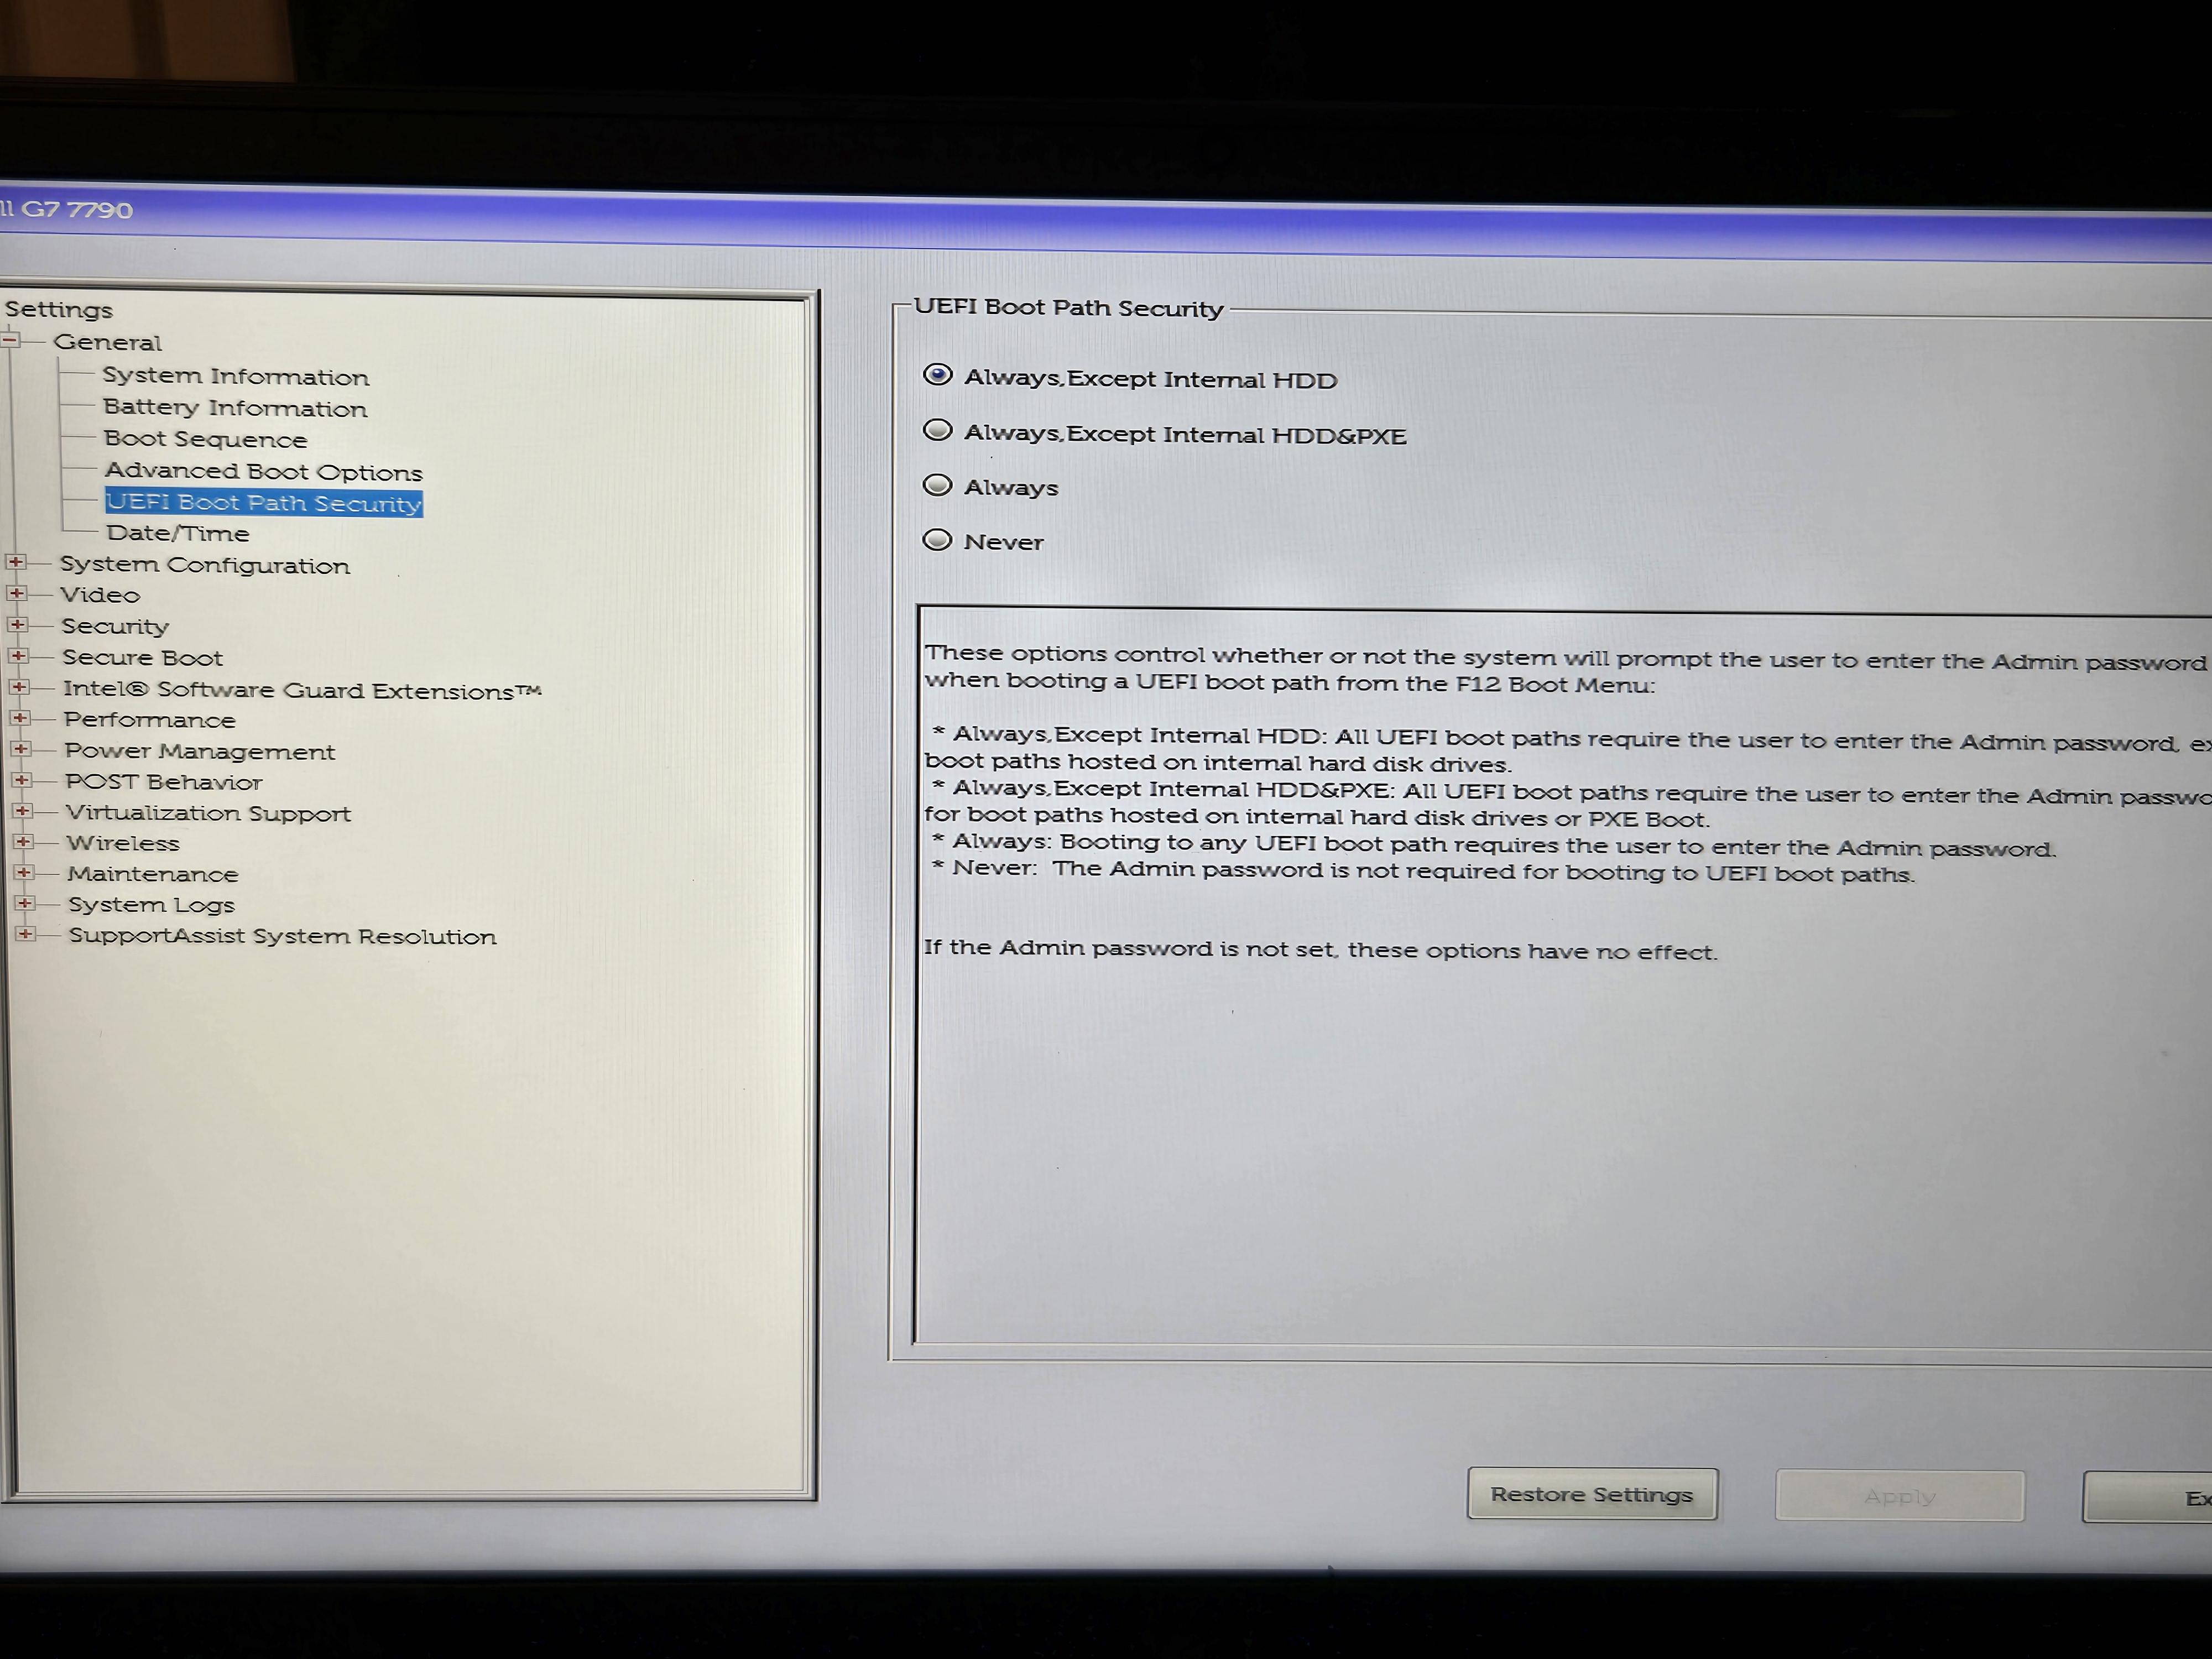 G7 7790
Settings
General
System Information
Battery Information
Boot Sequence
Advanced Boot Options
UEFI Boot Path Security
Date/Time
System Configuration
Video
Security
Secure Boot
Intel® Software Guard Extensions™
Performance
Power Management
POST Behavior
Virtualization Support
Wireless
Maintenance
System Logs
SupportAssist System Resolution
UEFI Boot Path Security
Always,Except Internal HDD
Always,Except Internal HDD&PXE
Always
Never
These options control whether or not the system will prompt the user to enter the Admin password
when booting a UEFI boot path from the F12 Boot Menu:
* Always,Except Internal HDD: All UEFI boot paths require the user to enter the Admin password,
boot paths hosted on internal hard disk drives.
* Always,Except Internal HDD&PXE: All UEFI boot paths require the user to enter the Admin
for boot paths hosted on internal hard disk drives or PXE Boot.
* Always: Booting to any UEFI boot path requires the user to enter the Admin password.
* Never: The Admin password is not required for booting to UEFI boot paths.
If the Admin password is not set, these options have no effect.
Restore Settings
Apply